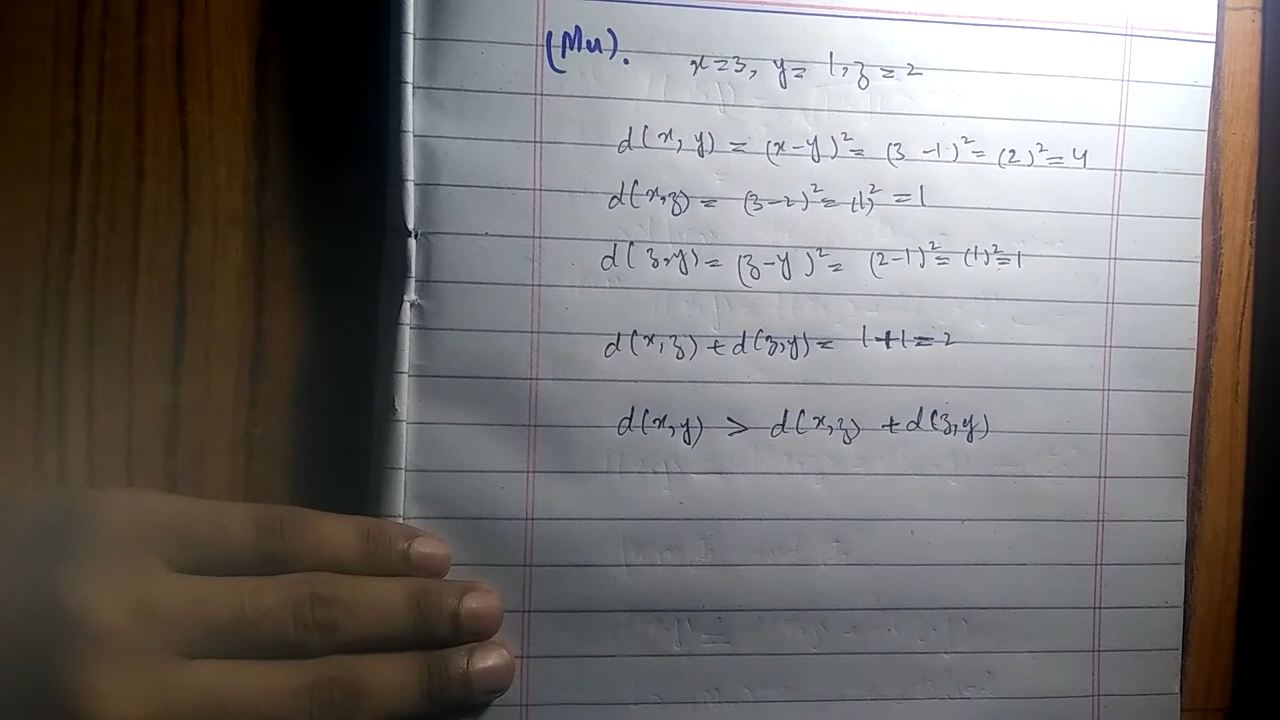 (M4).
x=3, y= 1, z = 2
d(x, y) = (x-y)²= (3 -1)²= (2)²=4
d(x,z) = (3-2)²= (1)² =1
d(z,y)= (z-y)²= (2-1)²= (1)²=1
d(x,z) + d(z,y)= 1+1=2
d(x,y) > d(x,z) +d(z,y)